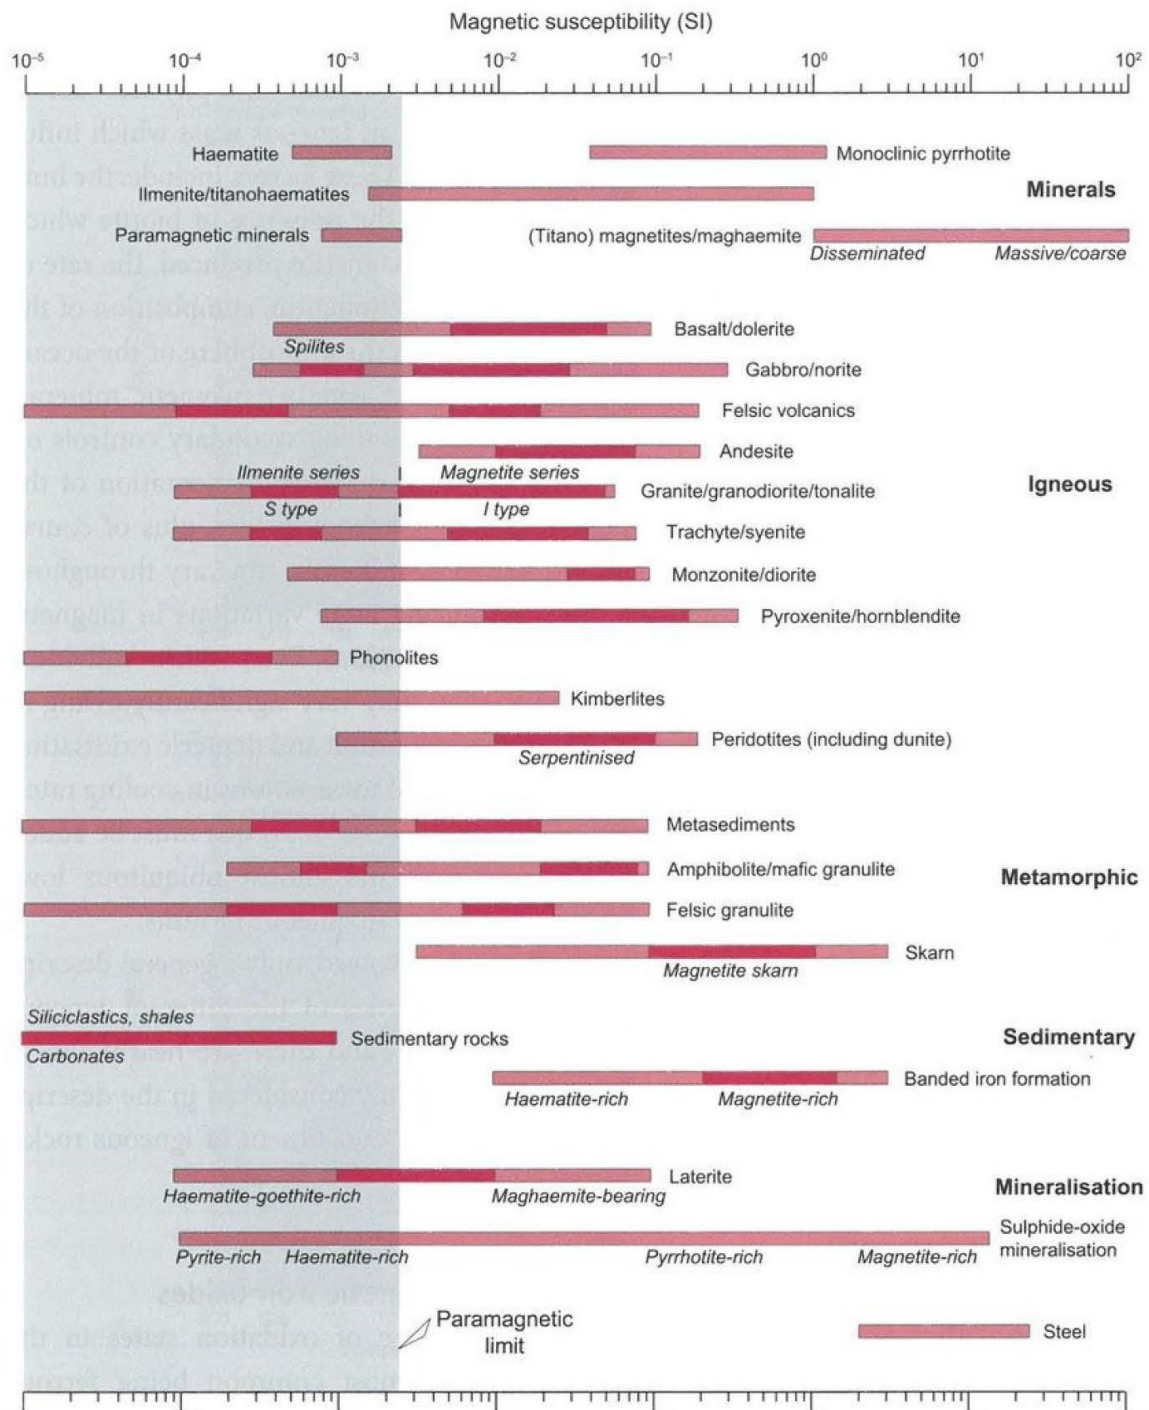 Magnetic susceptibility (SI)
10⁻⁵ 10⁻⁴ 10⁻³ 10⁻² 10⁻¹ 10⁰ 10¹ 10²
Haematite
Monoclinic pyrrhotite
Ilmenite/titanohaematites
Minerals
Paramagnetic minerals
(Titano) magnetites/maghaemite
Disseminated
Massive/coarse
Basalt/dolerite
Spilites
Gabbro/norite
Felsic volcanics
Andesite
Ilmenite series
Magnetite series
Granite/granodiorite/tonalite
Igneous
S type
I type
Trachyte/syenite
Monzonite/diorite
Pyroxenite/hornblendite
Phonolites
Kimberlites
Peridotites (including dunite)
Serpentinised
Metasediments
Amphibolite/mafic granulite
Metamorphic
Felsic granulite
Skarn
Magnetite skarn
Siliciclastics, shales
Sedimentary rocks
Sedimentary
Carbonates
Banded iron formation
Haematite-rich
Magnetite-rich
Laterite
Haematite-goethite-rich
Maghaemite-bearing
Mineralisation
Sulphide-oxide
mineralisation
Pyrite-rich
Haematite-rich
Pyrrhotite-rich
Magnetite-rich
Paramagnetic
limit
Steel